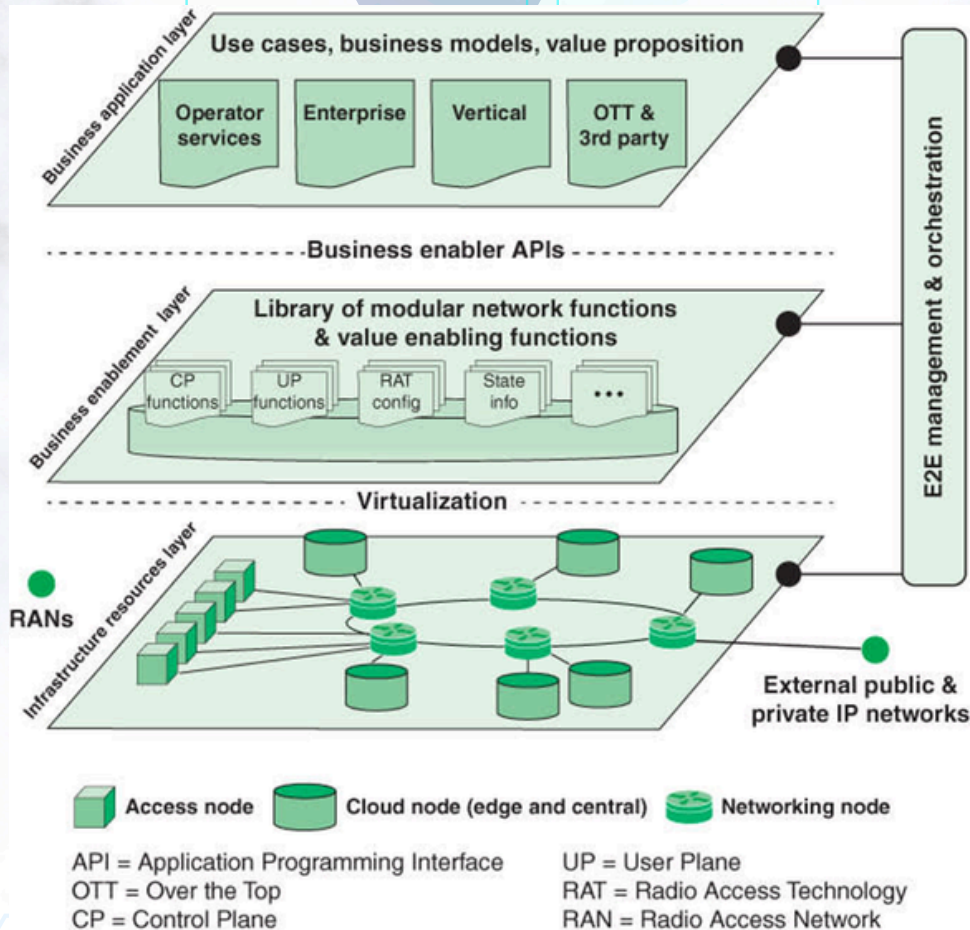 Business application layer
Use cases, business models, value proposition
Operator
services
Enterprise
Vertical
OTT &
3rd party
Business enabler APIs
Business enablement layer
Library of modular network functions
& value enabling functions
CP
functions
UP
functions
RAT
config
State
info
•••
Virtualization
Infrastructure resources layer
RANs
E2E management & orchestration
External public &
private IP networks
Access node
Cloud node (edge and central)
Networking node
API = Application Programming Interface
OTT = Over the Top
CP = Control Plane
UP = User Plane
RAT = Radio Access Technology
RAN = Radio Access Network